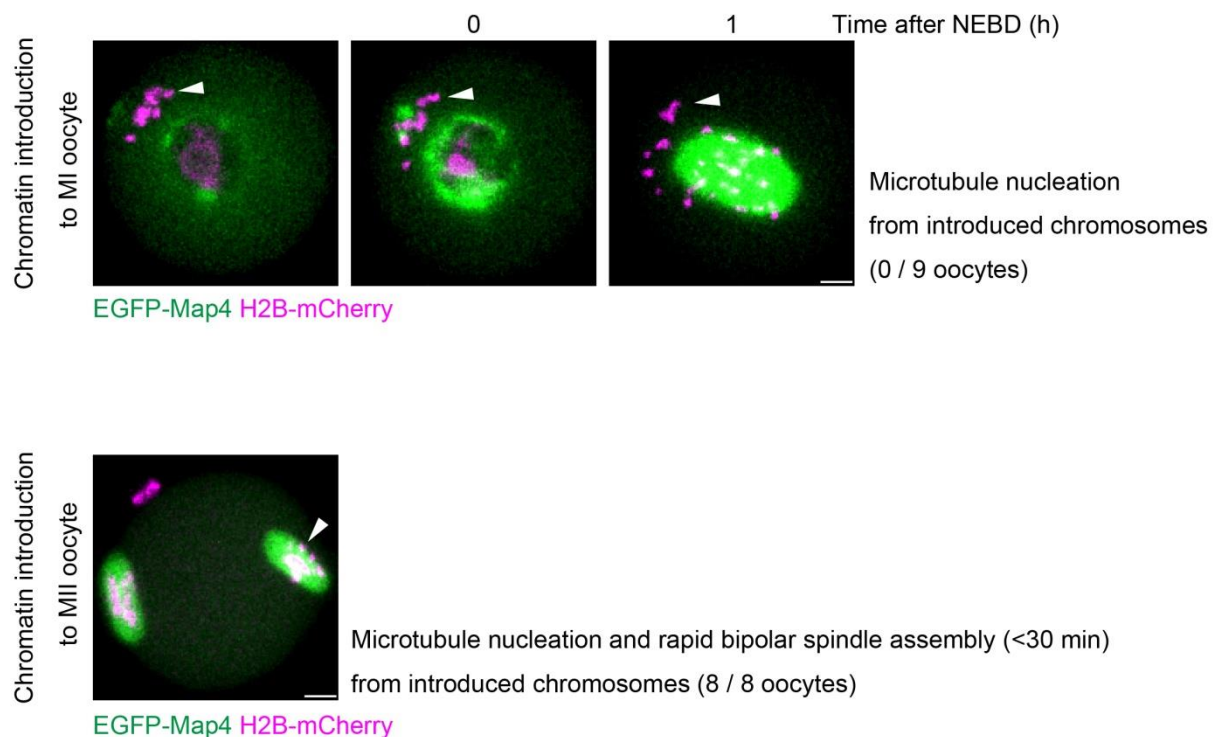 0 1 Time after NEBD (h)
Chromatin introduction
to MI oocyte
Microtubule nucleation
from introduced chromosomes
(0 / 9 oocytes)
EGFP-Map4 H2B-mCherry
Chromatin introduction
to MII oocyte
Microtubule nucleation and rapid bipolar spindle assembly (<30 min)
from introduced chromosomes (8 / 8 oocytes)
EGFP-Map4 H2B-mCherry